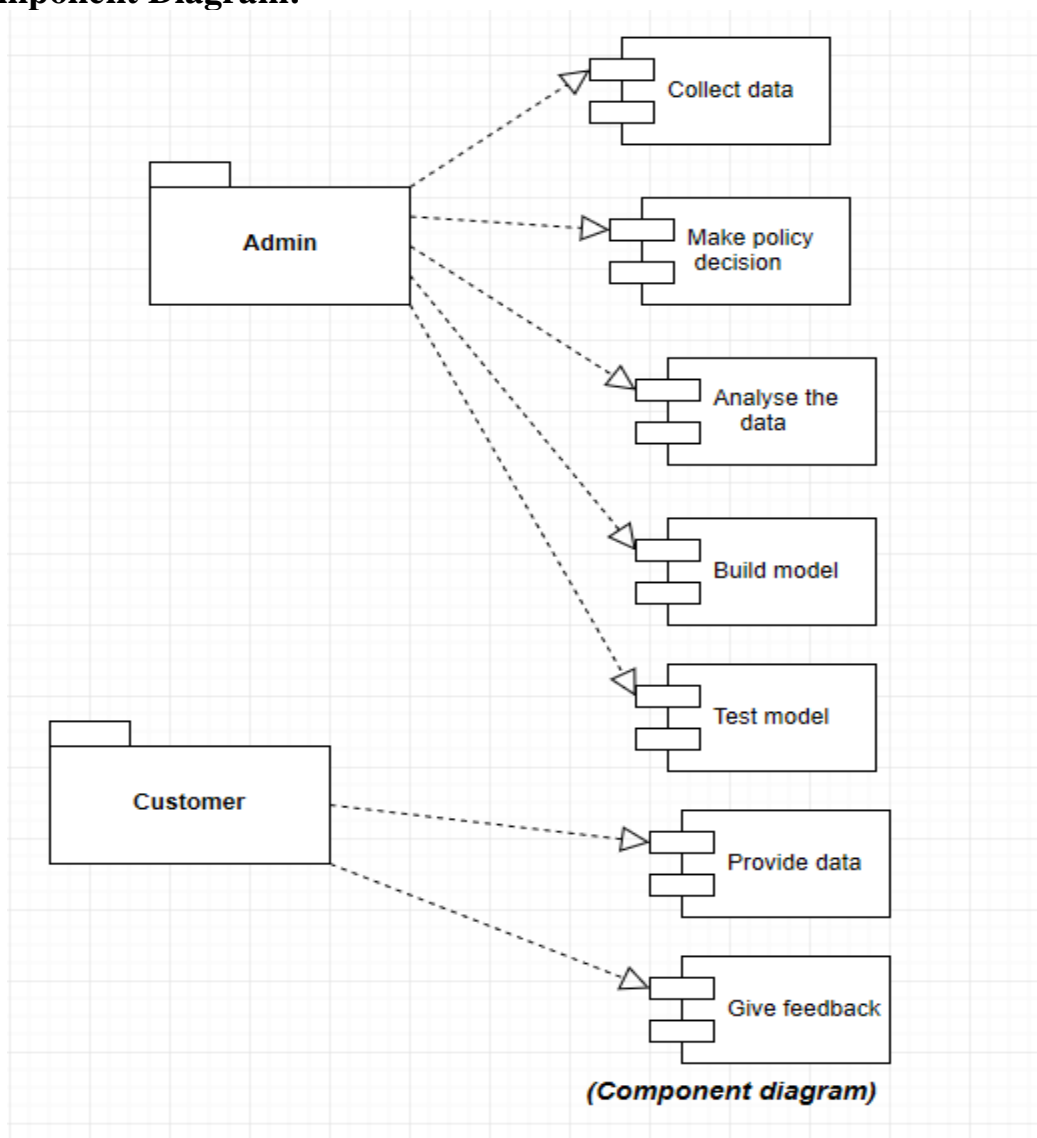 Diagram:
Collect data
Admin
Make policy
decision
Analyse the
data
Build model
Test model
Customer
Provide data
Give feedback
(Component diagram)